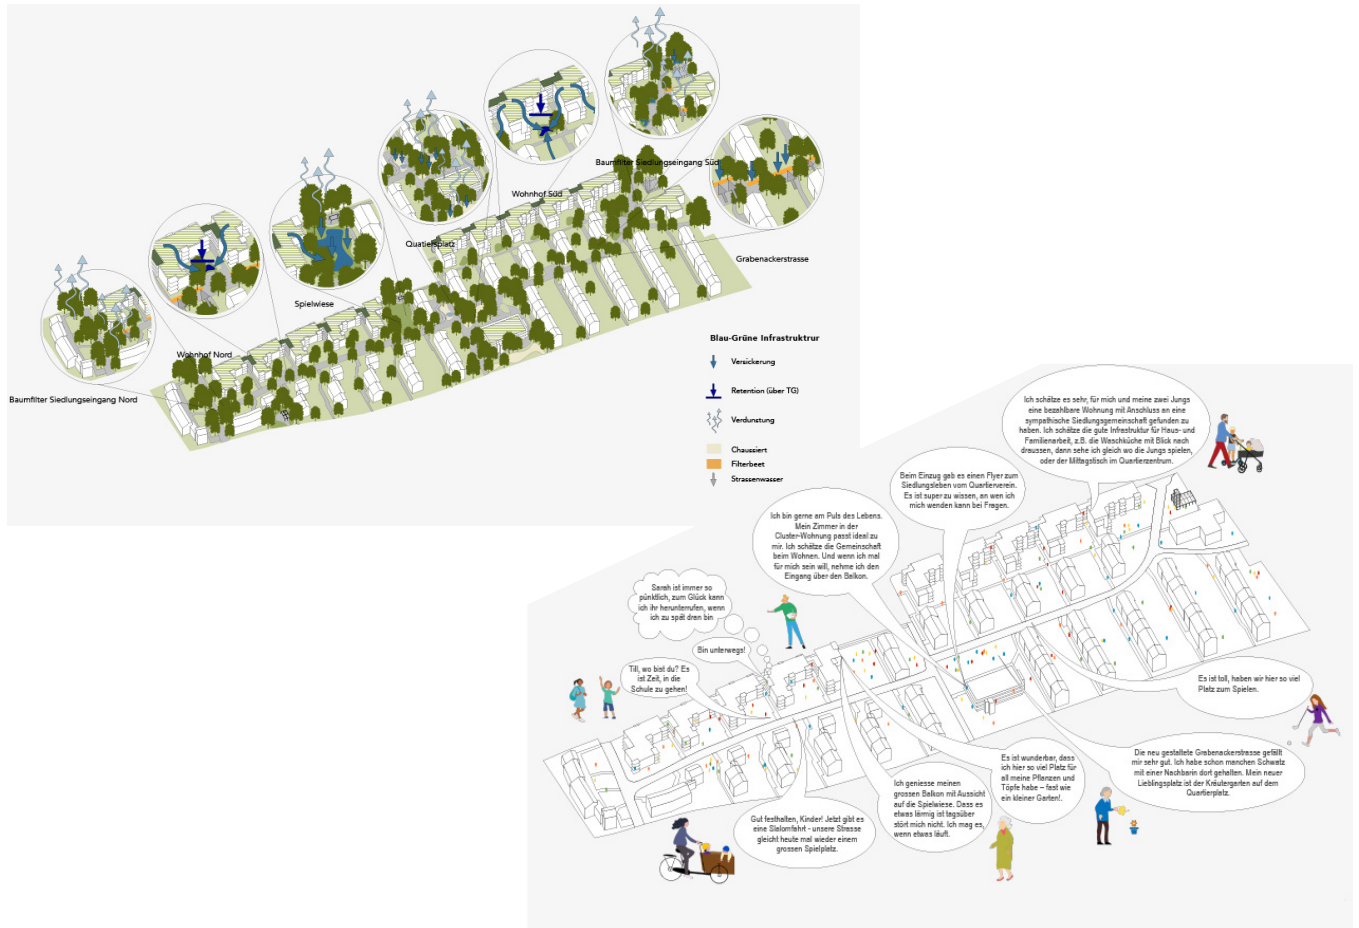 Baumfilter Siedlungseingang Süd
Wohnhof Süd
Quatiersplatz
Grabenackerstrasse
Spielwiese
Wohnhof Nord
Baumfilter Siedlungseingang Nord
Blau-Grüne Infrastruktrur
Versickerung
Retention (über TG)
Verdunstung
Chaussiert
Filterbeet
Strassenwasser
Ich schätze es sehr, für mich und meine zwei Jungs
eine bezahlbare Wohnung mit Anschluss an eine
sympathische Siedlungsgemeinschaft gefunden zu
haben. Ich schätze die gute Infrastruktur für Haus- und
Familienarbeit, z.B. die Waschküche mit Blick nach
draussen, dann sehe ich gleich wo die Jungs spielen,
oder der Mittagstisch im Quartierzentrum.
Beim Einzug gab es einen Flyer zum
Siedlungsleben vom Quartierverein.
Es ist super zu wissen, an wen ich
mich wenden kann bei Fragen.
Ich bin gerne am Puls des Lebens.
Mein Zimmer in der
Cluster-Wohnung passt ideal zu
mir. Ich schätze die Gemeinschaft
beim Wohnen. Und wenn ich mal
für mich sein will, nehme ich den
Eingang über den Balkon.
Sarah ist immer so
pünktlich, zum Glück kann
ich ihr herunterrufen, wenn
ich zu spät dran bin
Bin unterwegs!
Till, wo bist du? Es
ist Zeit, in die
Schule zu gehen!
Es ist toll, haben wir hier so viel
Platz zum Spielen.
Die neu gestaltete Grabenackerstrasse gefällt
mir sehr gut. Ich habe schon manchen Schwatz
mit einer Nachbarin dort gehalten. Mein neuer
Lieblingsplatz ist der Kräutergarten auf dem
Quartierplatz.
Es ist wunderbar, dass
ich hier so viel Platz für
all meine Pflanzen und
Töpfe habe – fast wie
ein kleiner Garten!.
Ich geniesse meinen
grossen Balkon mit Aussicht
auf die Spielwiese. Dass es
etwas lärmig ist tagsüber
stört mich nicht. Ich mag es,
wenn etwas läuft.
Gut festhalten, Kinder! Jetzt gibt es
eine Slalomfahrt - unsere Strasse
gleicht heute mal wieder einem
grossen Spielplatz.